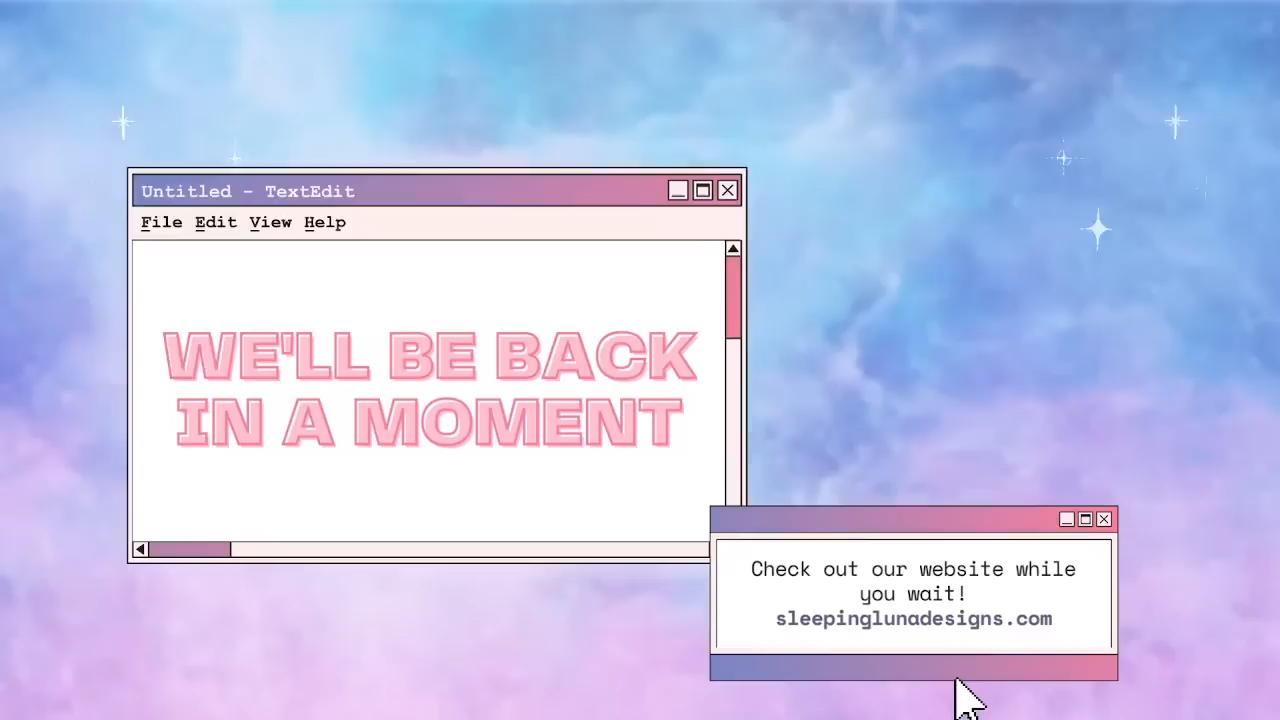 Untitled - TextEdit
File Edit View Help
WE'LL BE BACK
IN A MOMENT
Check out our website while
you wait!
sleepinglunadesigns.com